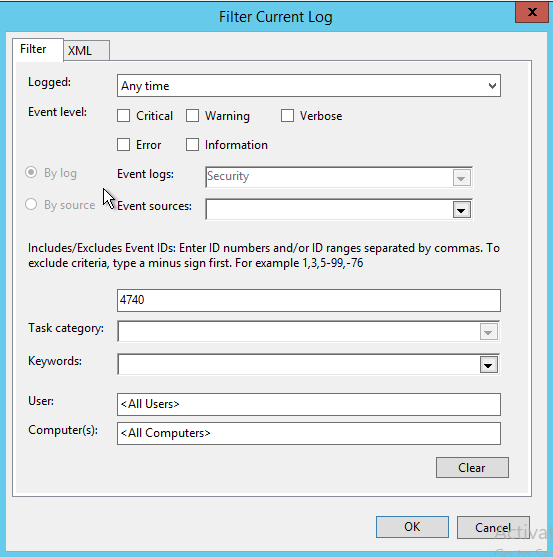 Filter Current Log
Filter XML
Logged: Any time
Event level: Critical Warning Verbose
Error Information
By log Event logs: Security
By source Event sources:
Includes/Excludes Event IDs: Enter ID numbers and/or ID ranges separated by commas. To
exclude criteria, type a minus sign first. For example 1,3,5-99,-76
4740
Task category:
Keywords:
User: <All Users>
Computer(s): <All Computers>
Clear
OK Cancel
Activa